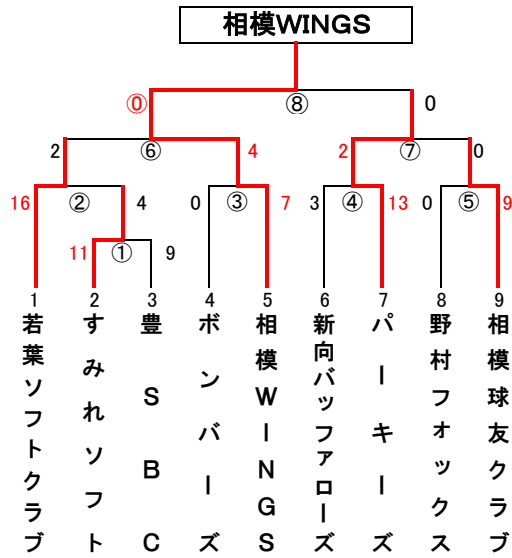 相模WINGS
⓪ ⑧ 0
2 ⑥ 4 2 ⑦ 0
16 ② 4 0 ③ 7 3 ④ 13 0 ⑤ 9
11 ① 9
1 2 3 4 5 6 7 8 9
若葉ソフトクラブ
すみれソフト
豊SBC
ボンバーズ
相模WINGS
新向バッファローズ
パーキーズ
野村フォックス
相模球友クラブ